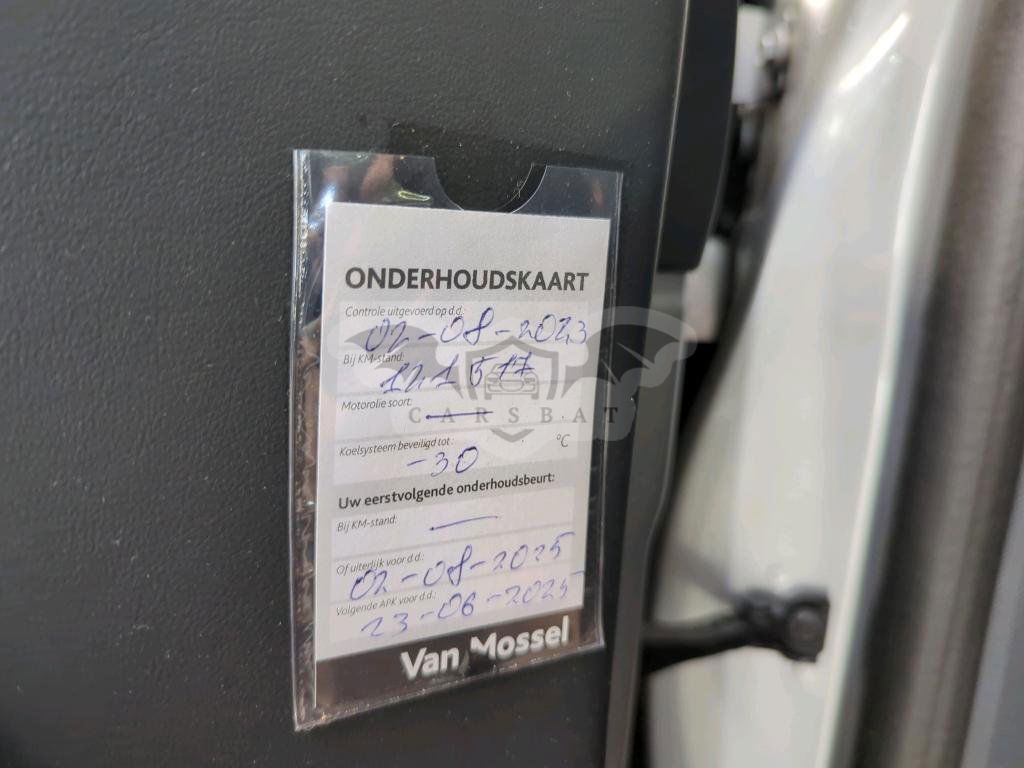 ONDERHOUDSKAART
Controle uitgevoerd op d.d.:
02-08-2023
Bij KM-stand:
121517
Motorolie soort:
—
Koelsysteem beveiligd tot: °C
-30
Uw eerstvolgende onderhoudsbeurt:
Bij KM-stand:
—
Of uiterlijk voor d.d.:
02-08-2025
Volgende APK voor d.d.:
23-06-2025
Van Mossel
CARSBAT